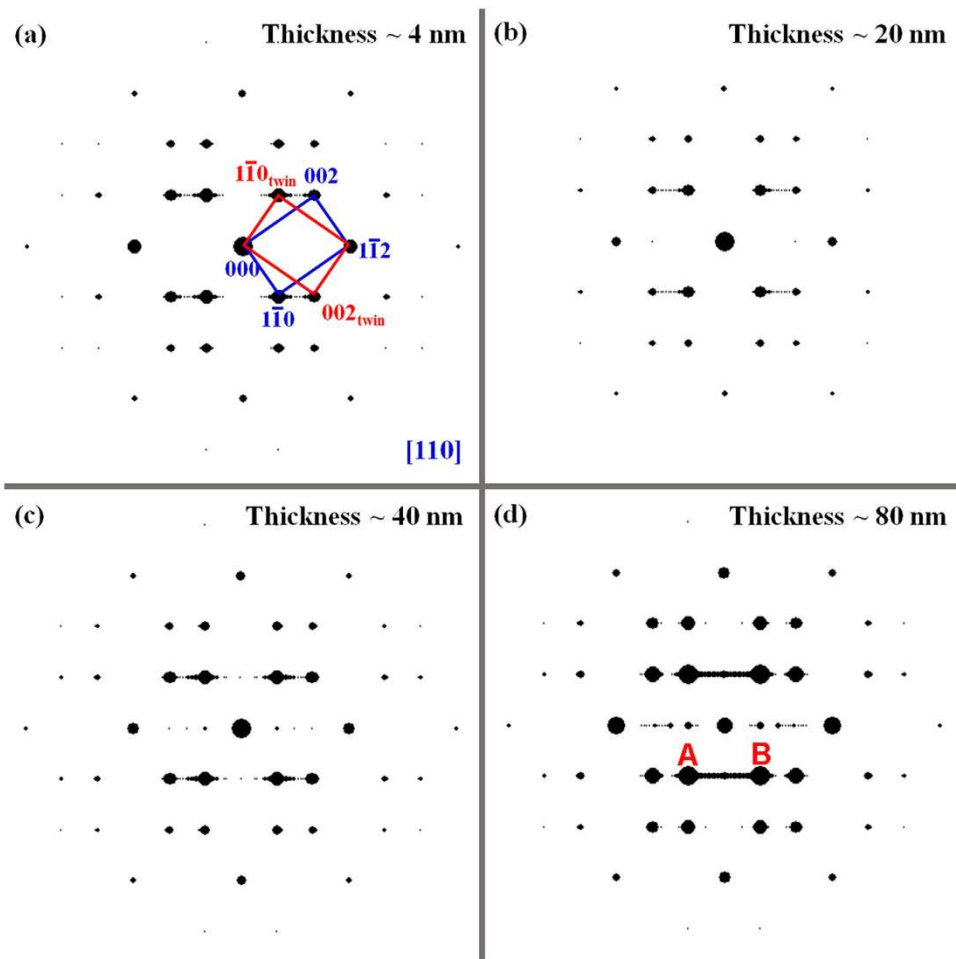 (a) Thickness ~ 4 nm
11̄0twin 002
000 11̄2
11̄0 002twin
[110]
(b) Thickness ~ 20 nm
(c) Thickness ~ 40 nm
(d) Thickness ~ 80 nm
A B